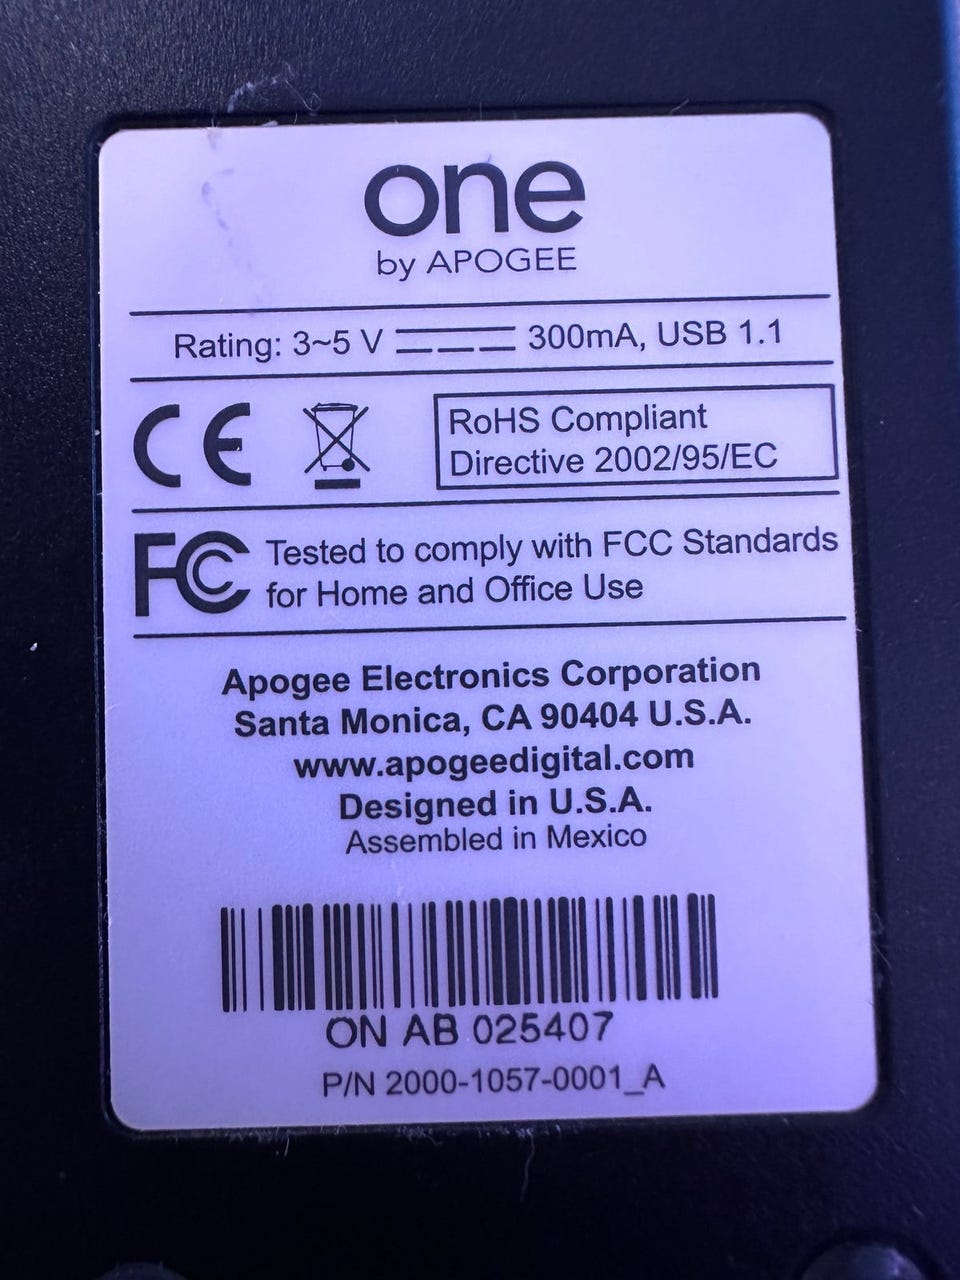 one
by APOGEE
Rating: 3~5 V ⎓ 300mA, USB 1.1
CE
RoHS Compliant
Directive 2002/95/EC
FC Tested to comply with FCC Standards
for Home and Office Use
Apogee Electronics Corporation
Santa Monica, CA 90404 U.S.A.
www.apogeedigital.com
Designed in U.S.A.
Assembled in Mexico
ON AB 025407
P/N 2000-1057-0001_A